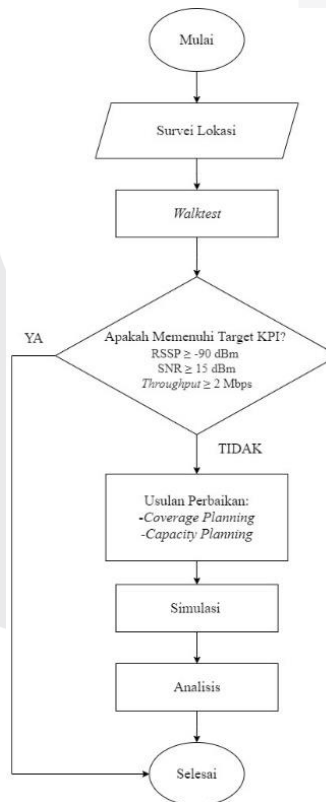 Mulai
Survei Lokasi
Walktest
YA
Apakah Memenuhi Target KPI?
RSSP ≥ -90 dBm
SNR ≥ 15 dBm
Throughput ≥ 2 Mbps
TIDAK
Usulan Perbaikan:
-Coverage Planning
-Capacity Planning
Simulasi
Analisis
Selesai